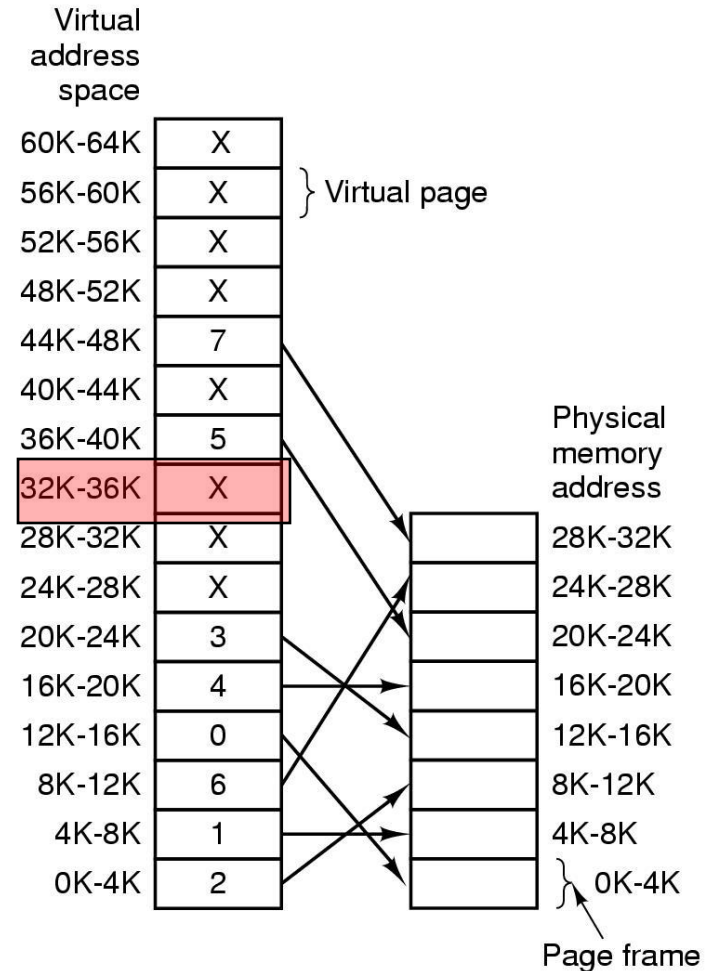 Virtual
address
space
60K-64K X
56K-60K X } Virtual page
52K-56K X
48K-52K X
44K-48K 7
40K-44K X
36K-40K 5
32K-36K X
28K-32K X
24K-28K X
20K-24K 3
16K-20K 4
12K-16K 0
8K-12K 6
4K-8K 1
0K-4K 2
Physical
memory
address
28K-32K
24K-28K
20K-24K
16K-20K
12K-16K
8K-12K
4K-8K
0K-4K
Page frame